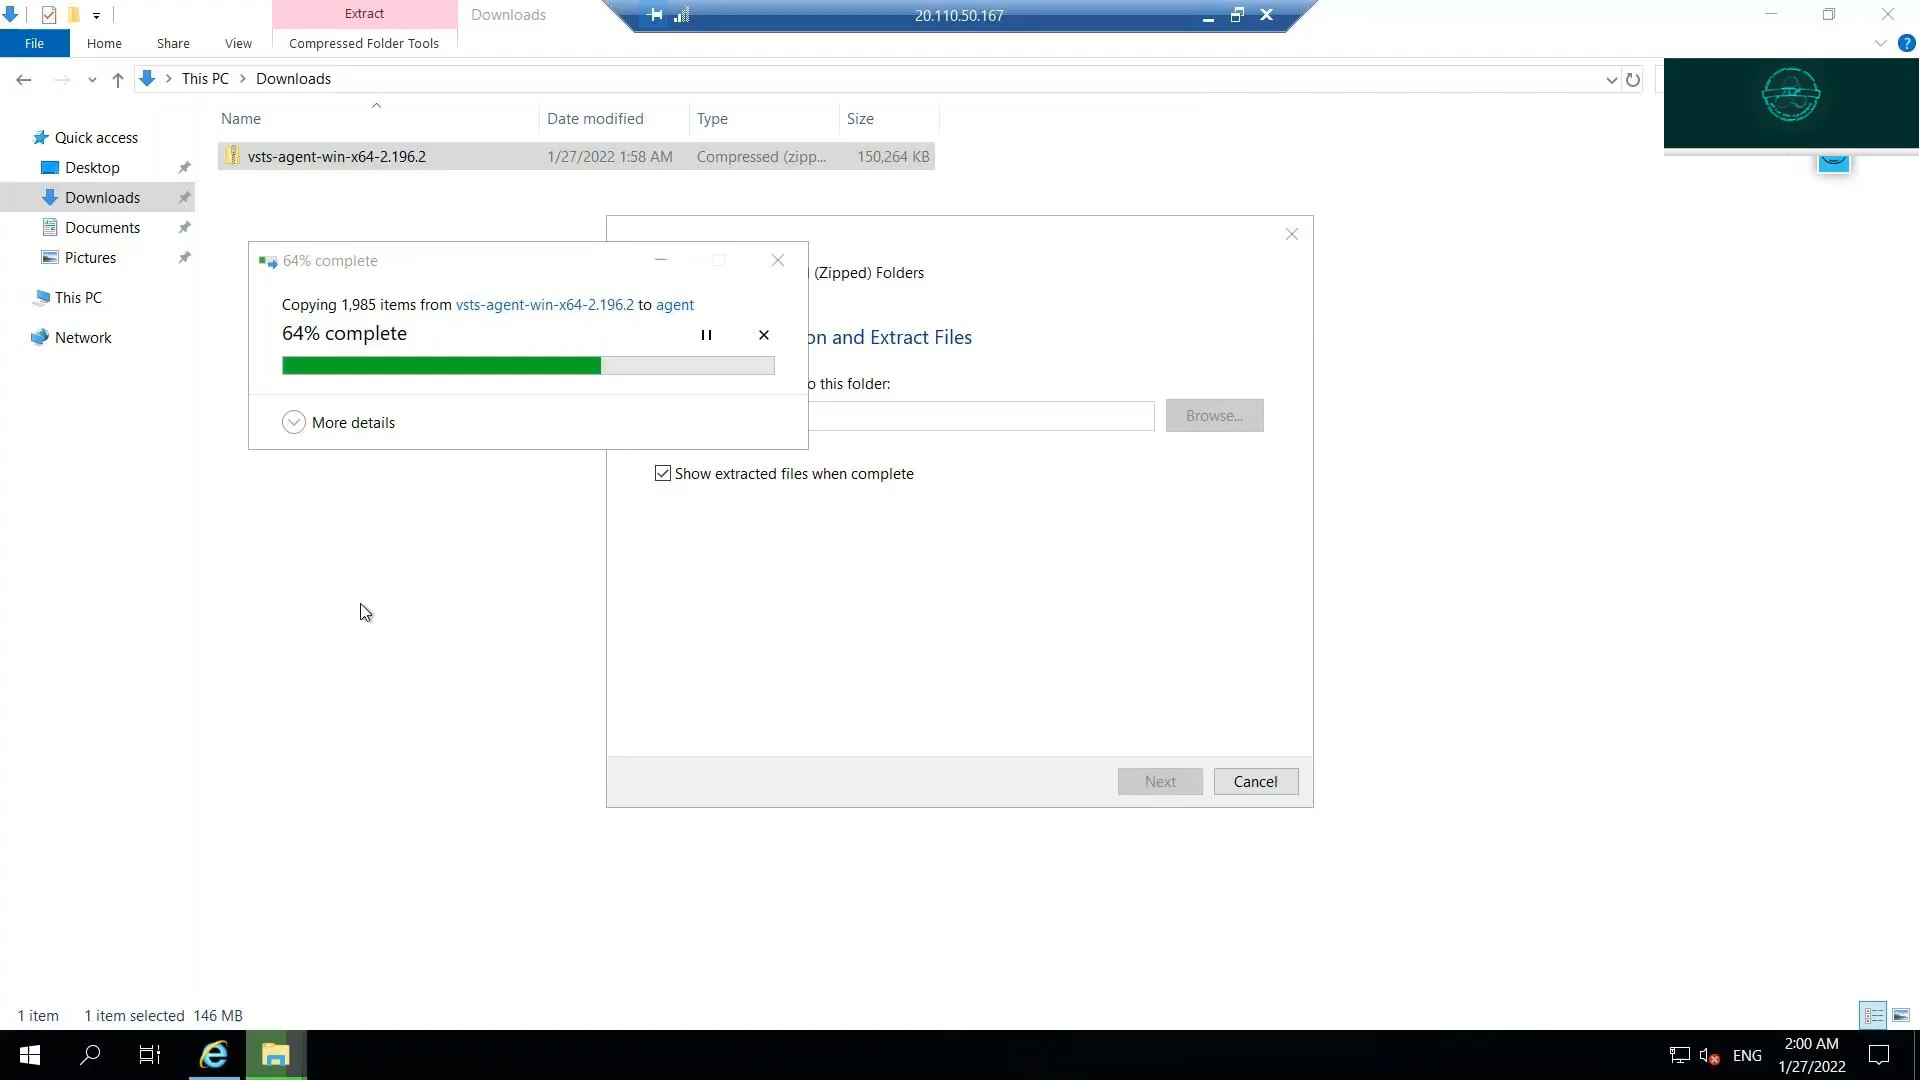 Extract
Downloads
20.110.50.167
File
Home
Share
View
Compressed Folder Tools
This PC
Downloads
Name
Date modified
Type
Size
vsts-agent-win-x64-2.196.2
1/27/2022 1:58 AM
Compressed (zipp...
150,264 KB
Quick access
Desktop
Downloads
Documents
Pictures
This PC
Network
64% complete
Copying 1,985 items from vsts-agent-win-x64-2.196.2 to agent
64% complete
More details
(Zipped) Folders
on and Extract Files
o this folder:
Browse...
Show extracted files when complete
Next
Cancel
1 item
1 item selected
146 MB
ENG
2:00 AM
1/27/2022